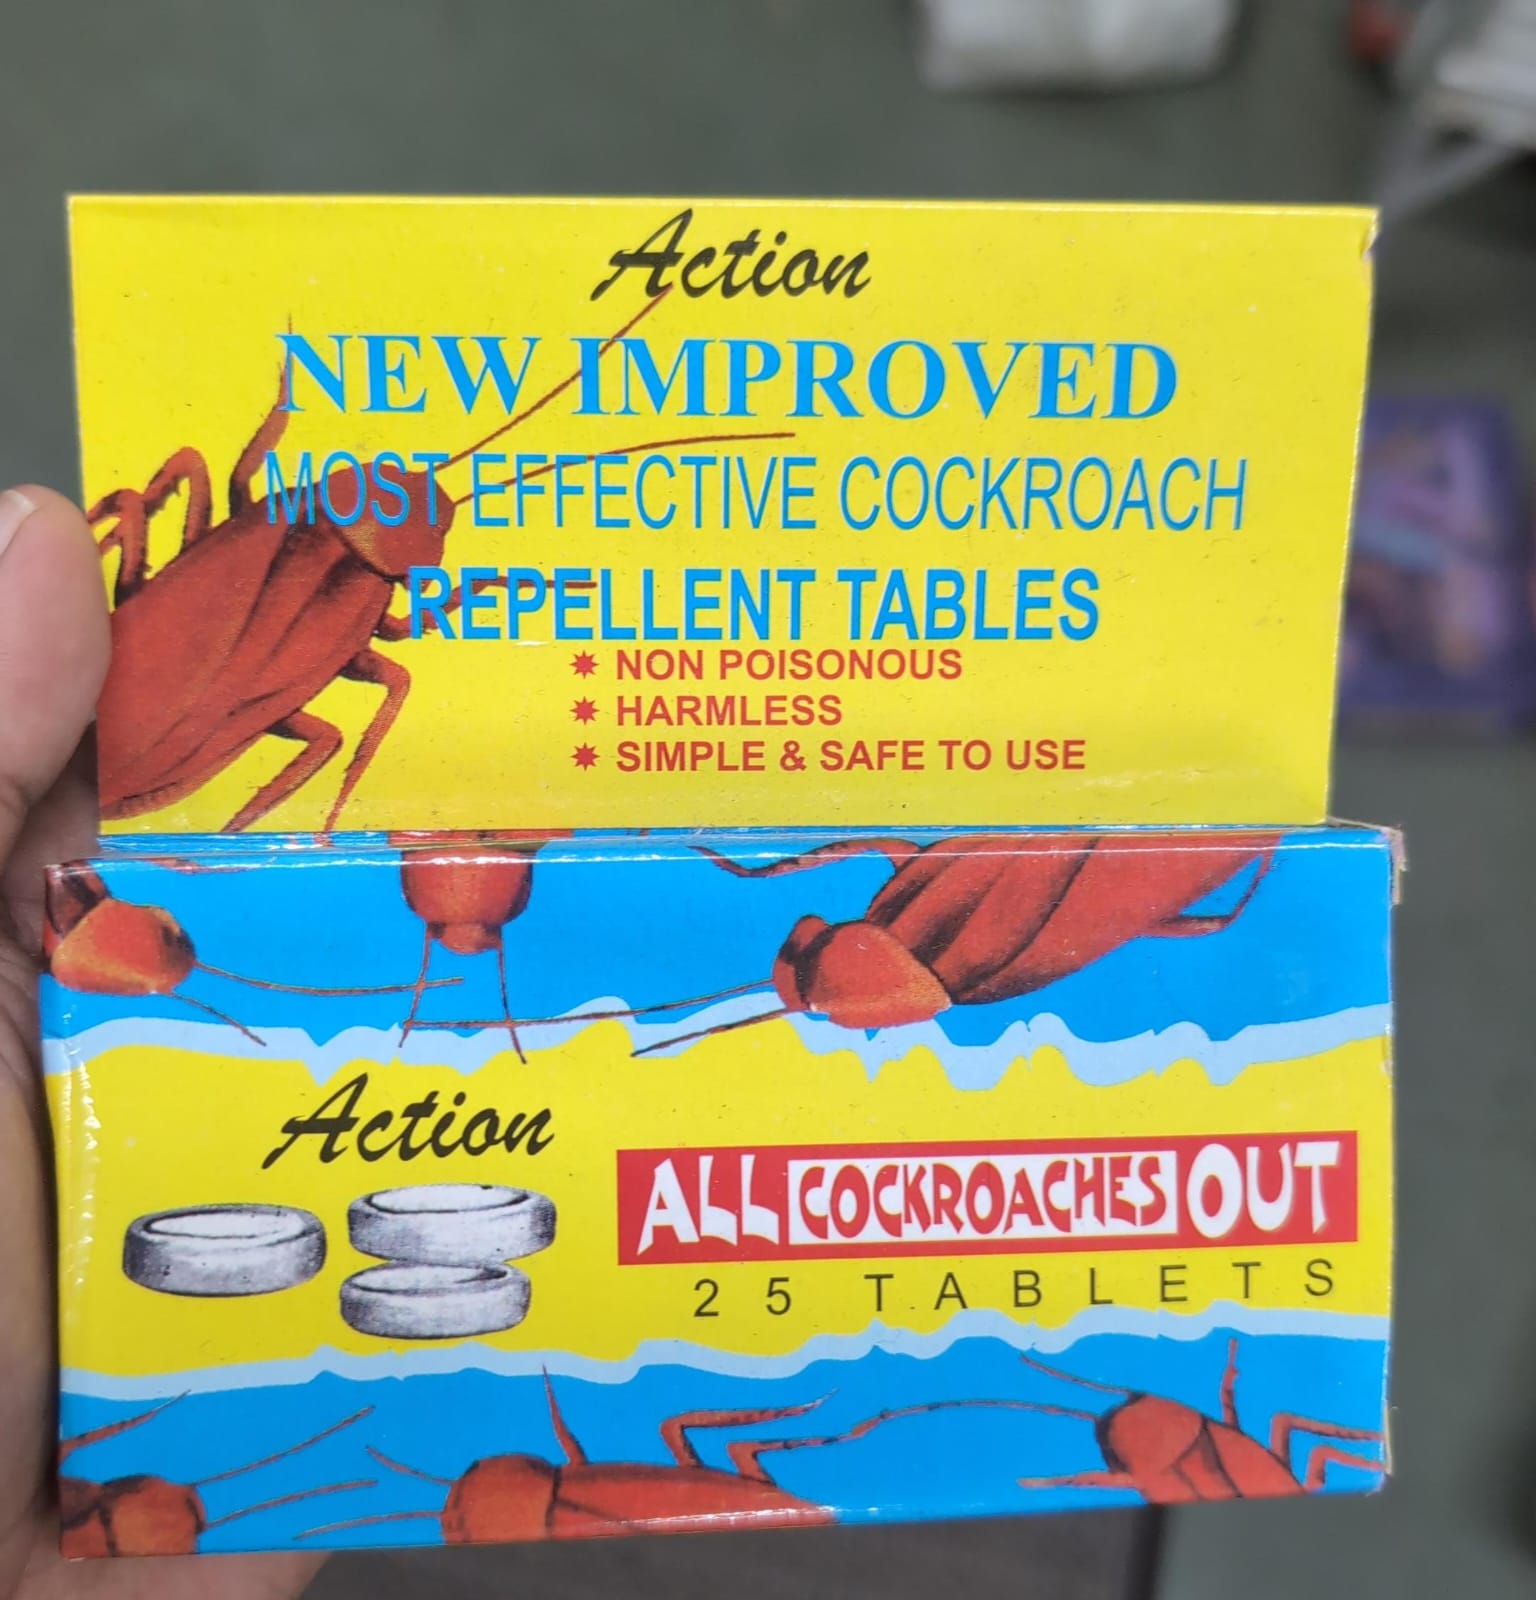 Action
NEW IMPROVED
MOST EFFECTIVE COCKROACH
REPELLENT TABLES
NON POISONOUS
HARMLESS
SIMPLE & SAFE TO USE
Action
ALL COCKROACHES OUT
25 TABLETS